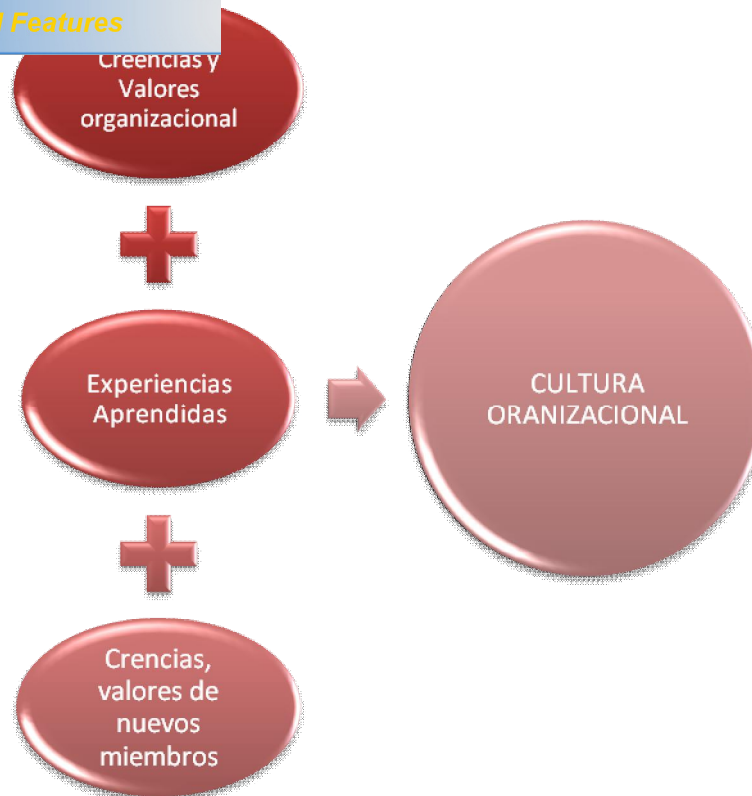 Features
Creencias y
Valores
organizacional
Experiencias
Aprendidas
CULTURA
ORANIZACIONAL
Crencias,
valores de
nuevos
miembros